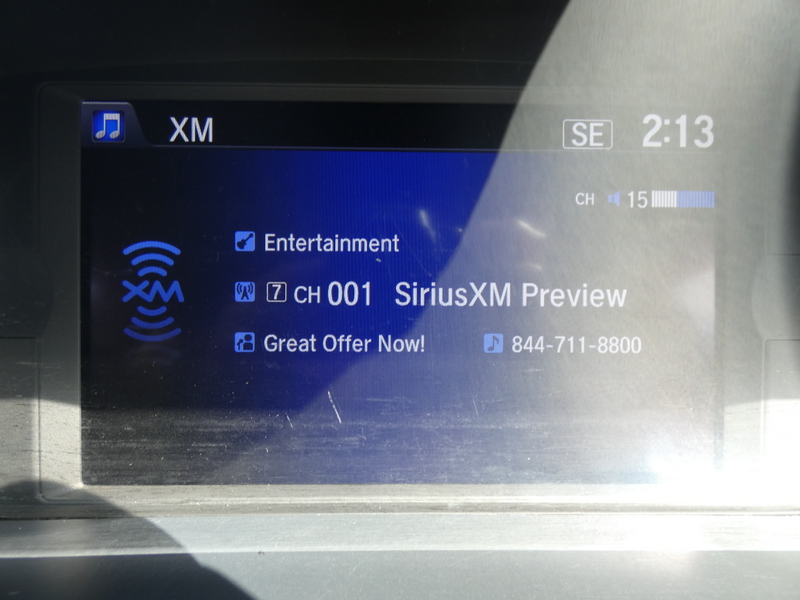 XM SE 2:13
CH 15
XM
Entertainment
7 CH 001 SiriusXM Preview
Great Offer Now! 844-711-8800